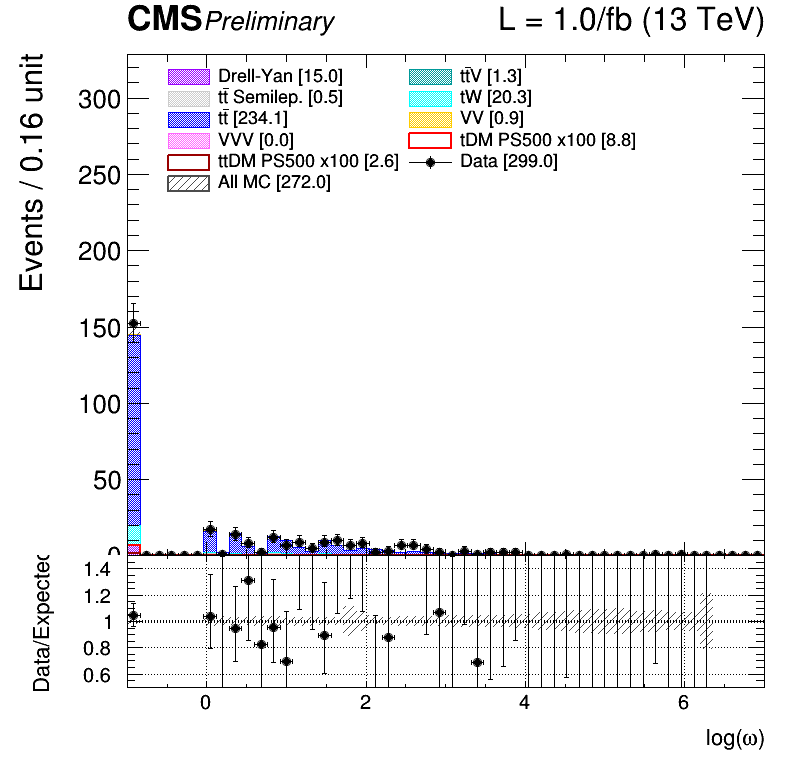 CMS Preliminary L = 1.0/fb (13 TeV)
Events / 0.16 unit
Drell-Yan [15.0] tt̄V [1.3]
tt̄ Semilep. [0.5] tW [20.3]
tt̄ [234.1] VV [0.9]
VVV [0.0] tDM PS500 x100 [8.8]
ttDM PS500 x100 [2.6] Data [299.0]
All MC [272.0]
300
250
200
150
100
50
0
Data/Expected
1.4
1.2
1
0.8
0.6
0 2 4 6
log(ω)